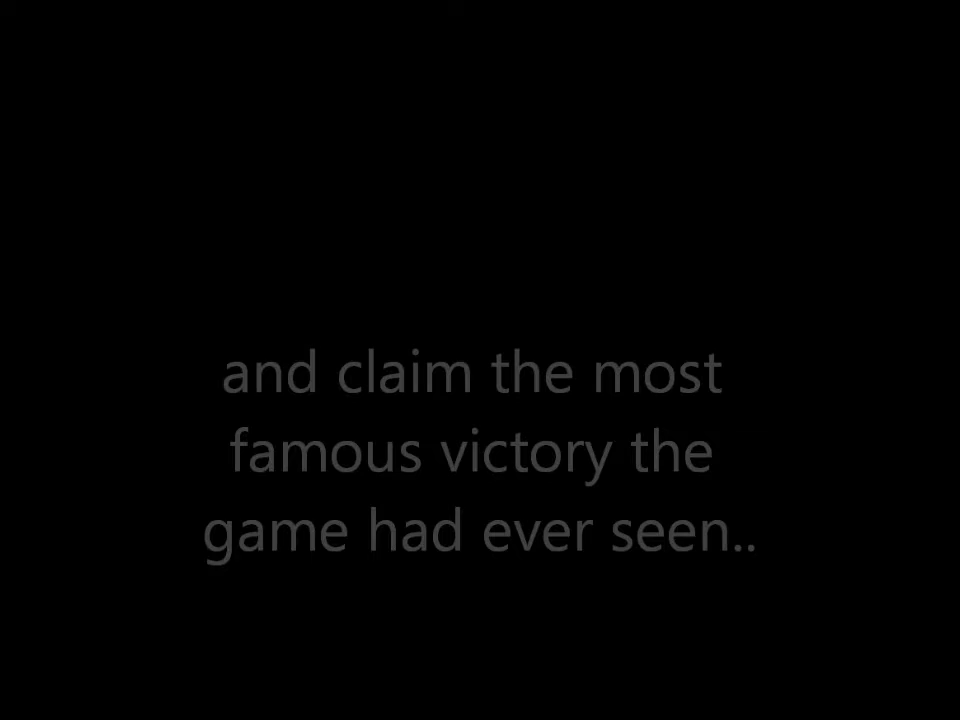 and claim the most
famous victory the
game had ever seen..